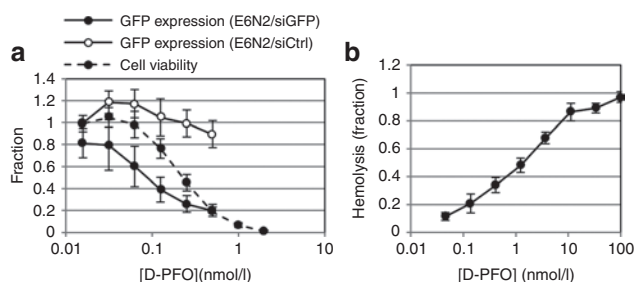 GFP expression (E6N2/siGFP)
GFP expression (E6N2/siCtrl)
Cell viability
a
Fraction
1.4
1.2
1
0.8
0.6
0.4
0.2
0
0.01
0.1
1
10
[D-PFO](nmol/l)
b
Hemolysis (fraction)
1.2
1
0.8
0.6
0.4
0.2
0
0.01
0.1
1
10
100
[D-PFO] (nmol/l)